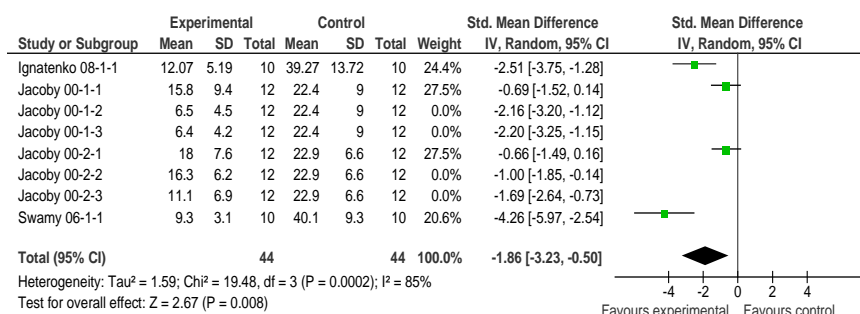 Experimental Control Std. Mean Difference Std. Mean Difference
Study or Subgroup Mean SD Total Mean SD Total Weight IV, Random, 95% CI IV, Random, 95% CI
Ignatenko 08-1-1 12.07 5.19 10 39.27 13.72 10 24.4% -2.51 [-3.75, -1.28]
Jacoby 00-1-1 15.8 9.4 12 22.4 9 12 27.5% -0.69 [-1.52, 0.14]
Jacoby 00-1-2 6.5 4.5 12 22.4 9 12 0.0% -2.16 [-3.20, -1.12]
Jacoby 00-1-3 6.4 4.2 12 22.4 9 12 0.0% -2.20 [-3.25, -1.15]
Jacoby 00-2-1 18 7.6 12 22.9 6.6 12 27.5% -0.66 [-1.49, 0.16]
Jacoby 00-2-2 16.3 6.2 12 22.9 6.6 12 0.0% -1.00 [-1.85, -0.14]
Jacoby 00-2-3 11.1 6.9 12 22.9 6.6 12 0.0% -1.69 [-2.64, -0.73]
Swamy 06-1-1 9.3 3.1 10 40.1 9.3 10 20.6% -4.26 [-5.97, -2.54]
Total (95% CI) 44 44 100.0% -1.86 [-3.23, -0.50]
Heterogeneity: Tau² = 1.59; Chi² = 19.48, df = 3 (P = 0.0002); I² = 85%
Test for overall effect: Z = 2.67 (P = 0.008)
-4 -2 0 2 4
Favours experimental Favours control